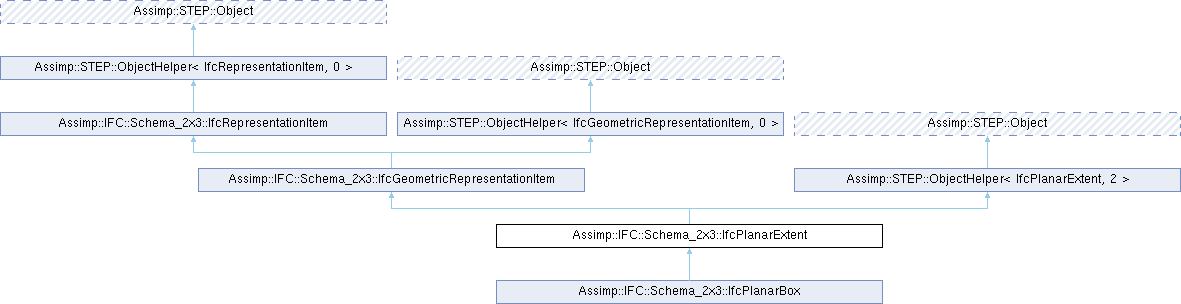 Assimp::STEP::Object
Assimp::STEP::ObjectHelper< IfcRepresentationItem, 0 >
Assimp::STEP::Object
Assimp::IFC::Schema_2x3::IfcRepresentationItem
Assimp::STEP::ObjectHelper< IfcGeometricRepresentationItem, 0 >
Assimp::STEP::Object
Assimp::IFC::Schema_2x3::IfcGeometricRepresentationItem
Assimp::STEP::ObjectHelper< IfcPlanarExtent, 2 >
Assimp::IFC::Schema_2x3::IfcPlanarExtent
Assimp::IFC::Schema_2x3::IfcPlanarBox